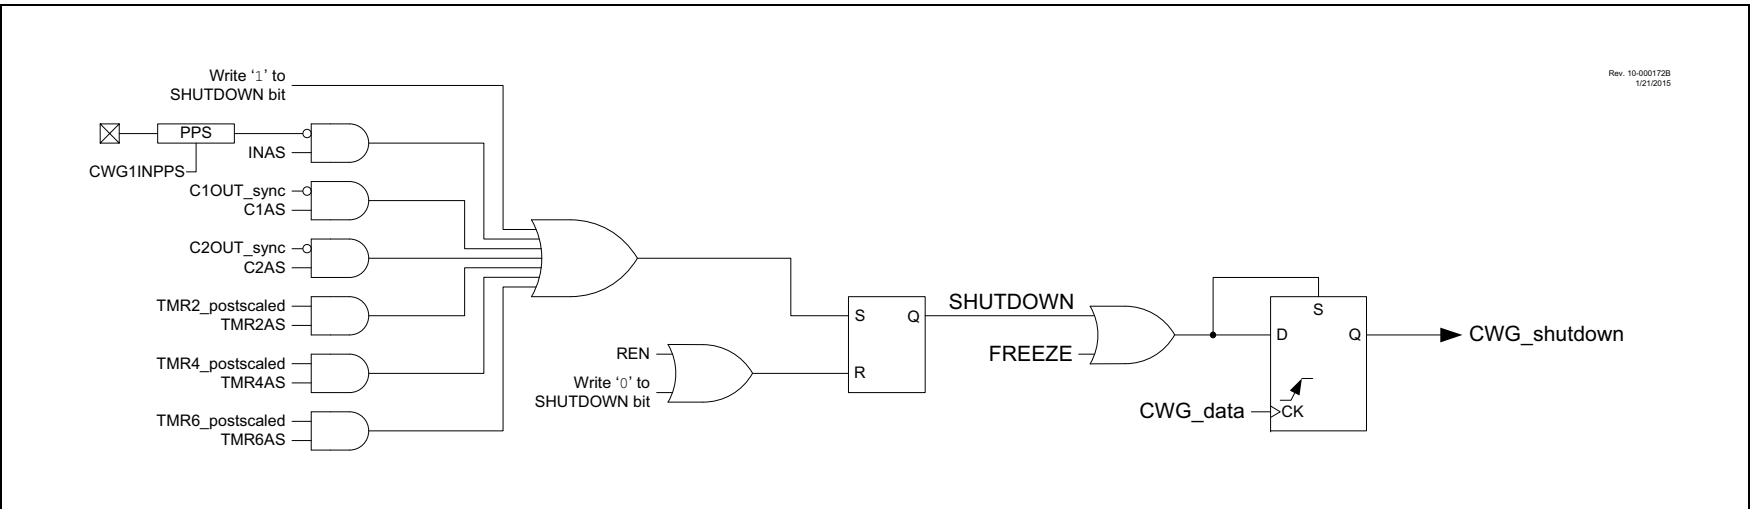 Write ‘1’ to
SHUTDOWN bit
Rev. 10-000172B
1/21/2015
PPS
INAS
CWG1INPPS
C1OUT_sync
C1AS
C2OUT_sync
C2AS
TMR2_postscaled
TMR2AS
TMR4_postscaled
TMR4AS
TMR6_postscaled
TMR6AS
REN
Write ‘0’ to
SHUTDOWN bit
S
Q
R
SHUTDOWN
FREEZE
S
D
Q
CK
CWG_data
CWG_shutdown